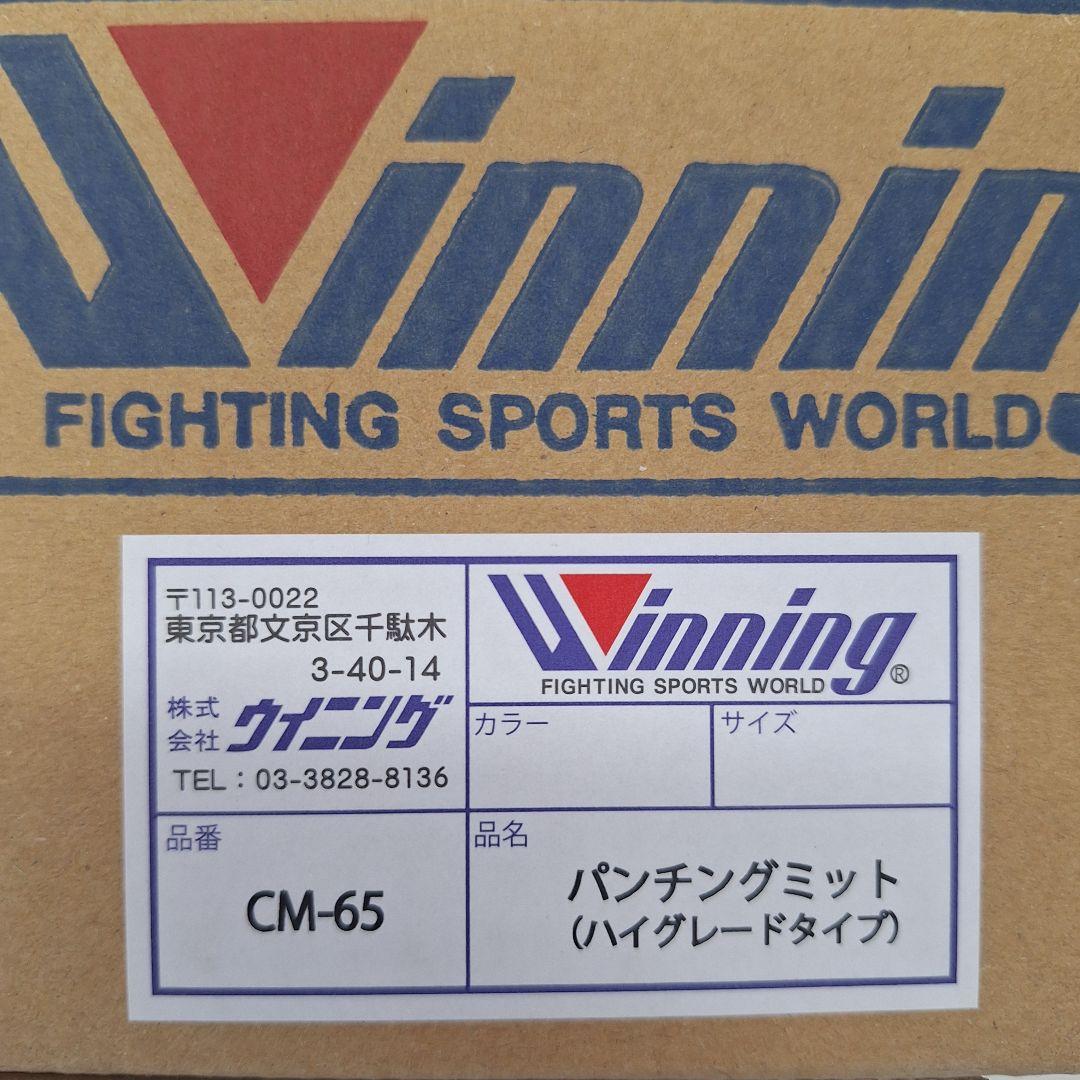 Winnin
FIGHTING SPORTS WORLD
〒113-0022
東京都文京区千駄木
3-40-14
株式会社 ウイニング
TEL：03-3828-8136
Winning®
FIGHTING SPORTS WORLD
カラー
サイズ
品番
CM-65
品名
パンチングミット
(ハイグレードタイプ)